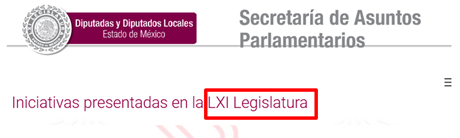 Diputadas y Diputados Locales
Estado de México
Secretaría de Asuntos
Parlamentarios
Iniciativas presentadas en la LXI Legislatura